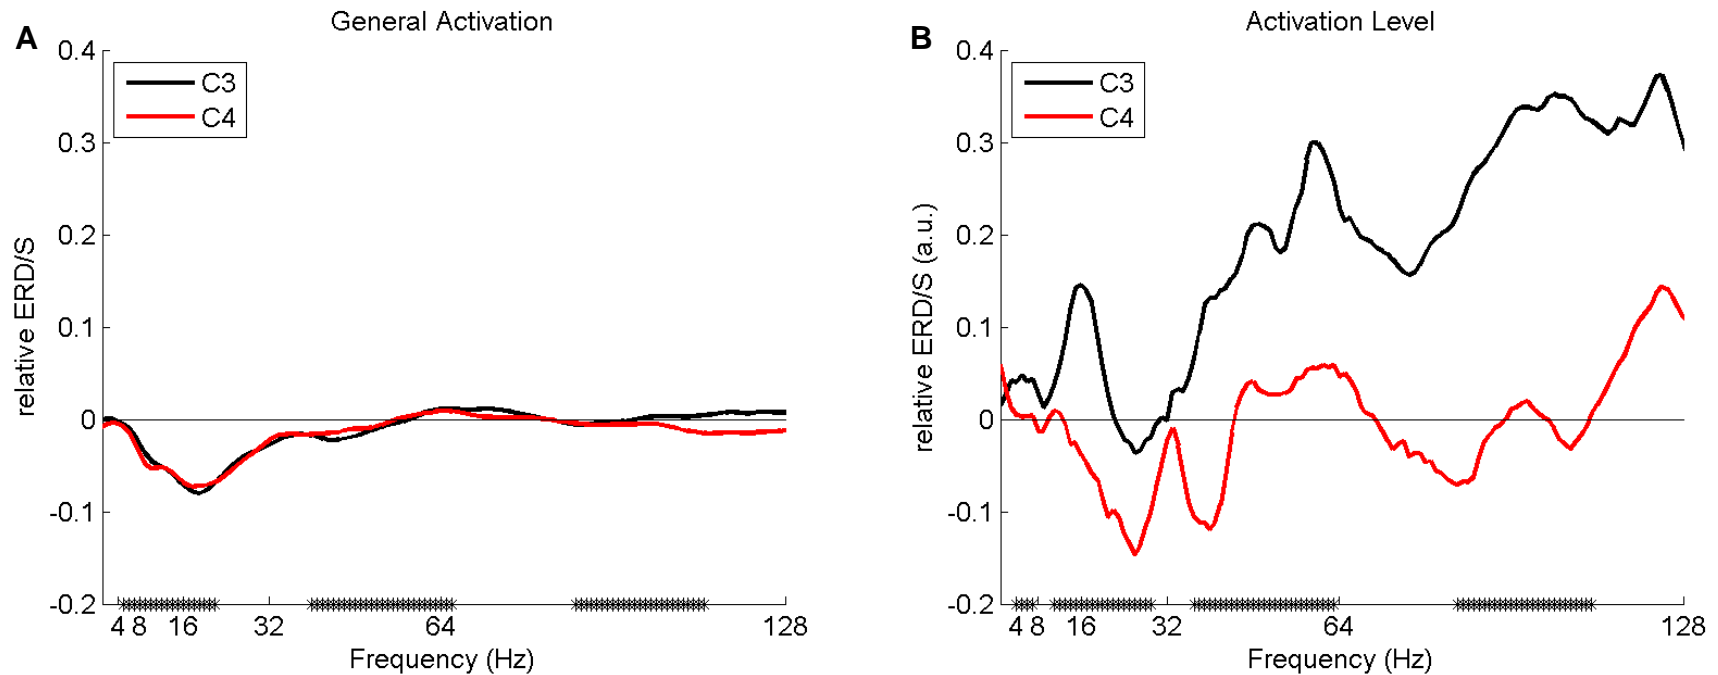 A
General Activation
0.4
0.3
0.2
0.1
0
-0.1
-0.2
relative ERD/S
C3
C4
4 8 16 32 64 128
Frequency (Hz)
B
Activation Level
0.4
0.3
0.2
0.1
0
-0.1
-0.2
relative ERD/S (a.u.)
C3
C4
4 8 16 32 64 128
Frequency (Hz)